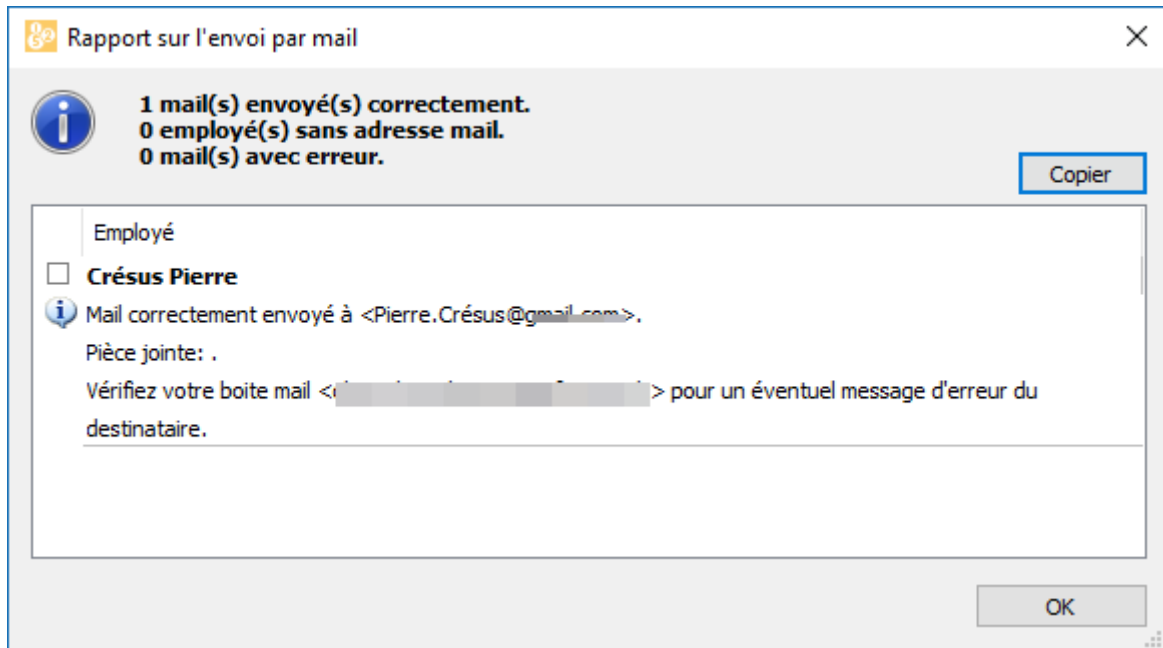 Rapport sur l'envoi par mail
1 mail(s) envoyé(s) correctement.
0 employé(s) sans adresse mail.
0 mail(s) avec erreur.
Copier
Employé
Crésus Pierre
Mail correctement envoyé à <Pierre.Crésus@gmail.com>.
Pièce jointe: .
Vérifiez votre boite mail < > pour un éventuel message d'erreur du
destinataire.
OK